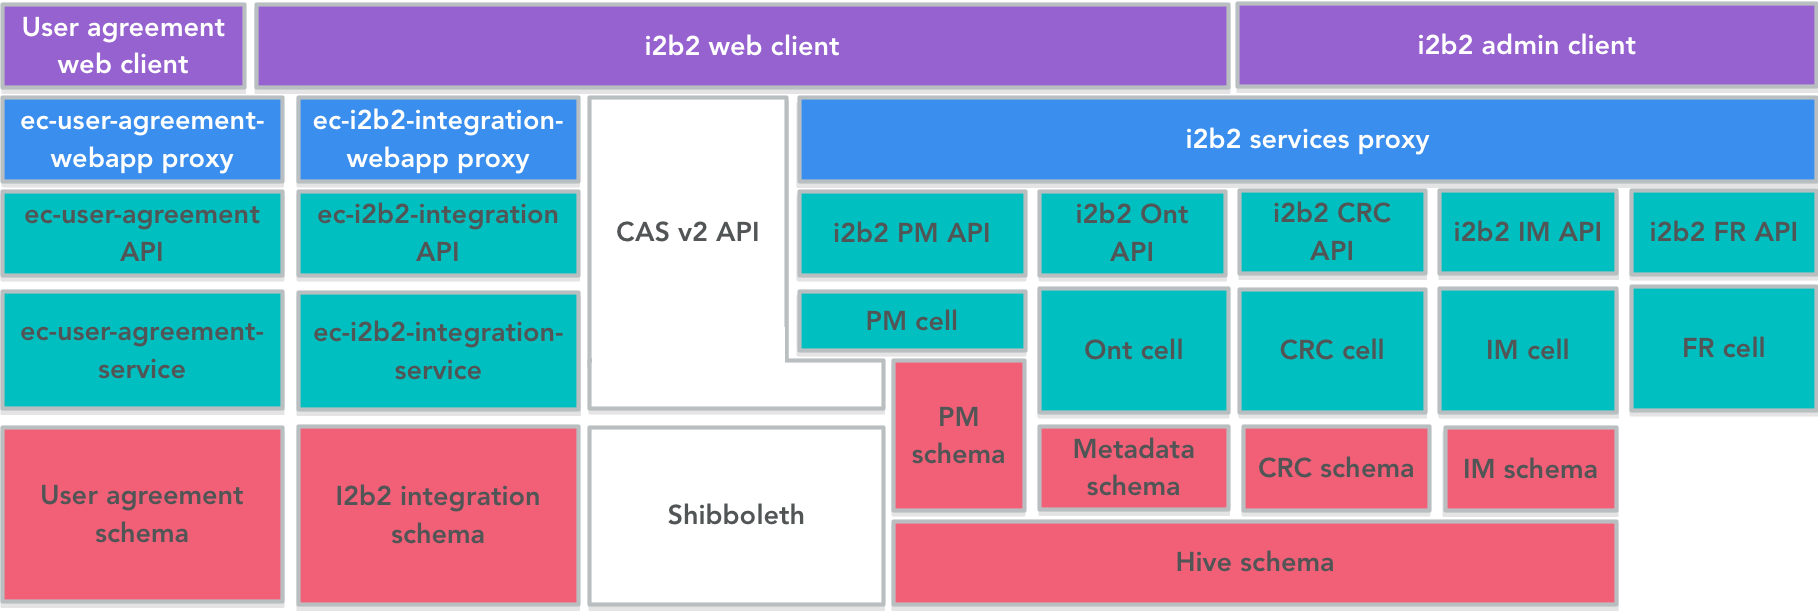 User agreement
web client
i2b2 web client
i2b2 admin client
ec-user-agreement-
webapp proxy
ec-i2b2-integration-
webapp proxy
i2b2 services proxy
ec-user-agreement
API
ec-i2b2-integration
API
CAS v2 API
i2b2 PM API
i2b2 Ont
API
i2b2 CRC
API
i2b2 IM API
i2b2 FR API
ec-user-agreement-
service
ec-i2b2-integration-
service
PM cell
Ont cell
CRC cell
IM cell
FR cell
PM
schema
Metadata
schema
CRC schema
IM schema
User agreement
schema
I2b2 integration
schema
Shibboleth
Hive schema